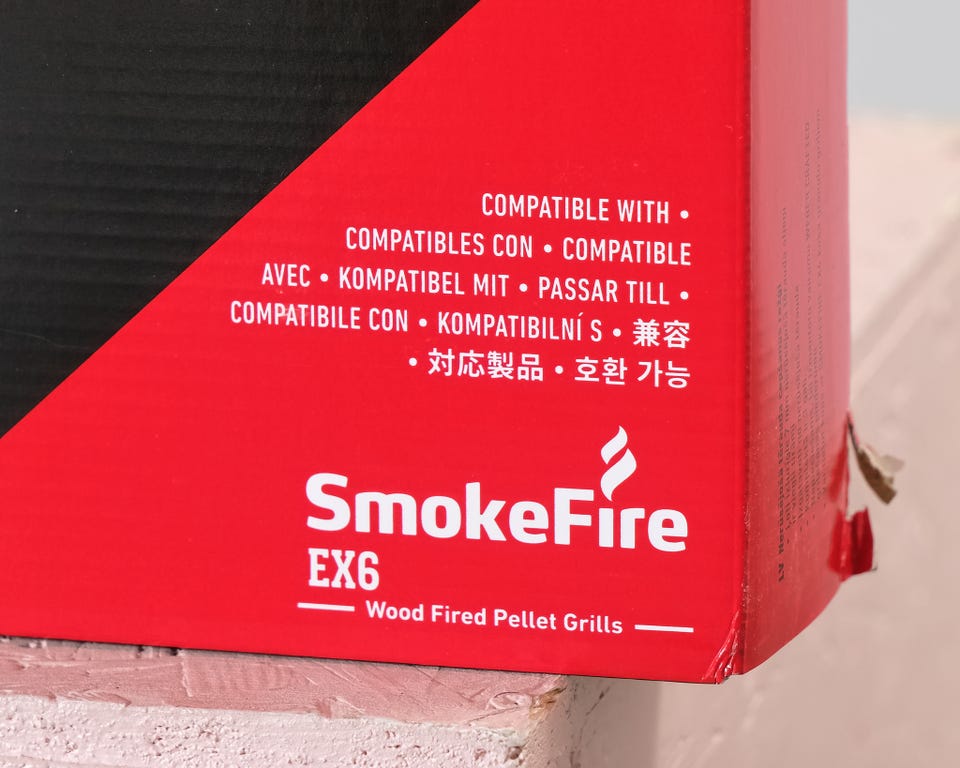 COMPATIBLE WITH •
COMPATIBLES CON • COMPATIBLE
AVEC • KOMPATIBEL MIT • PASSAR TILL •
COMPATIBILE CON • KOMPATIBILNÍ S • 兼容
• 対応製品 • 호환 가능
SmokeFire
EX6
Wood Fired Pellet Grills